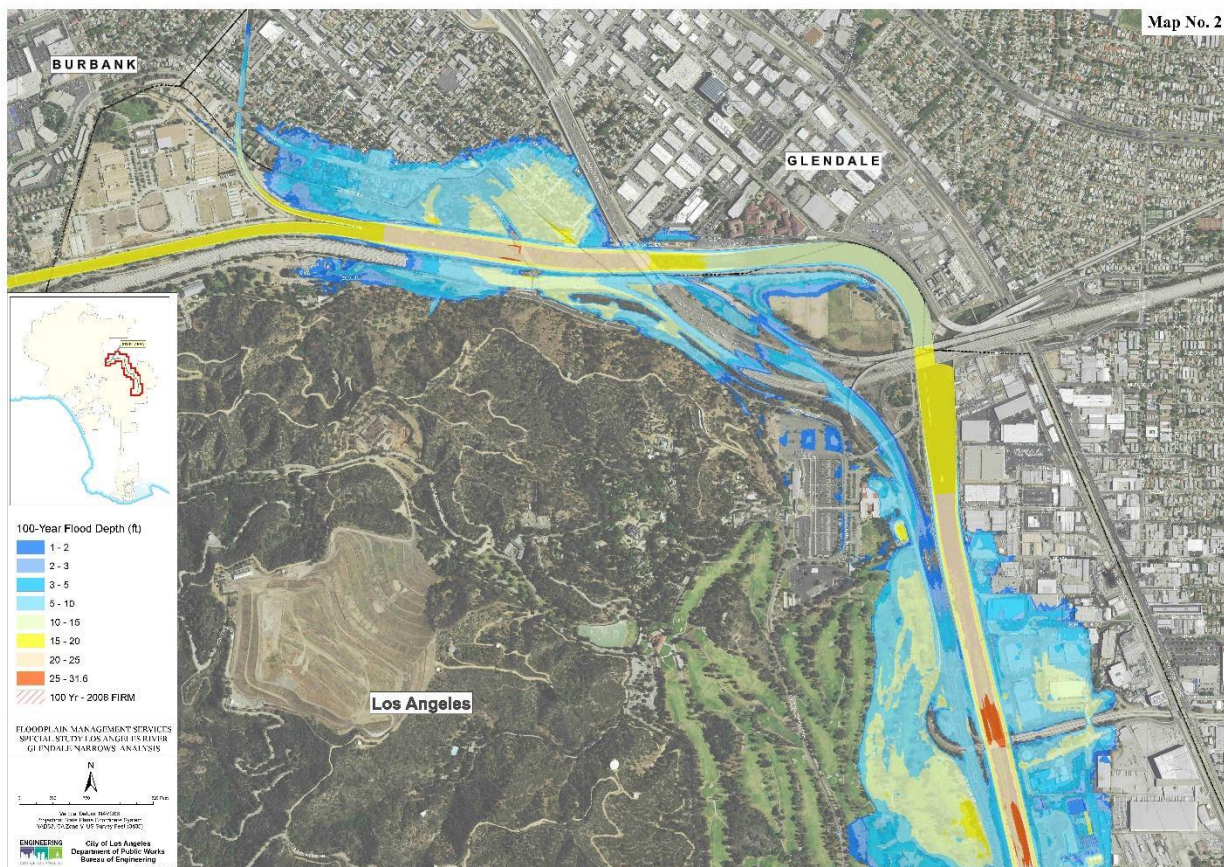 Map No. 2
BURBANK
GLENDALE
Los Angeles
100-Year Flood Depth (ft)
1 - 2
2 - 3
3 - 5
5 - 10
10 - 15
15 - 20
20 - 25
25 - 31.6
100 Yr - 2008 FIRM
FLOODPLAIN MANAGEMENT SERVICES
SPECIAL STUDY LOS ANGELES RIVER
GLENDALE NARROWS ANALYSIS
N
ENGINEERING
City of Los Angeles
Department of Public Works
Bureau of Engineering